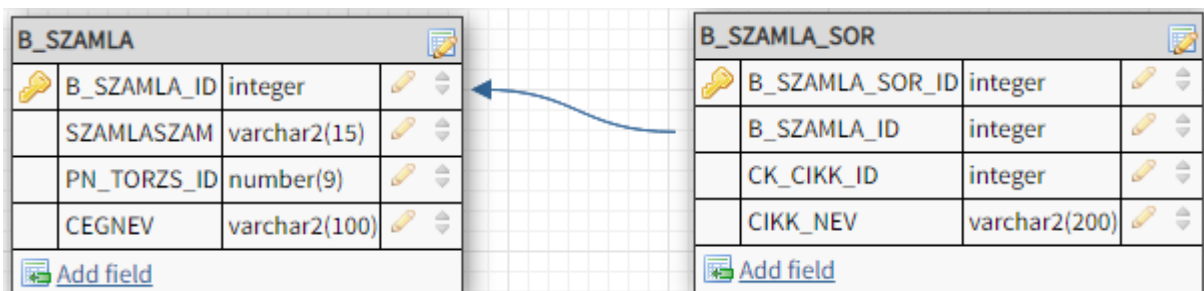 B_SZAMLA
B_SZAMLA_ID integer
SZAMLASZAM varchar2(15)
PN_TORZS_ID number(9)
CEGNEV varchar2(100)
Add field
B_SZAMLA_SOR
B_SZAMLA_SOR_ID integer
B_SZAMLA_ID integer
CK_CIKK_ID integer
CIKK_NEV varchar2(200)
Add field